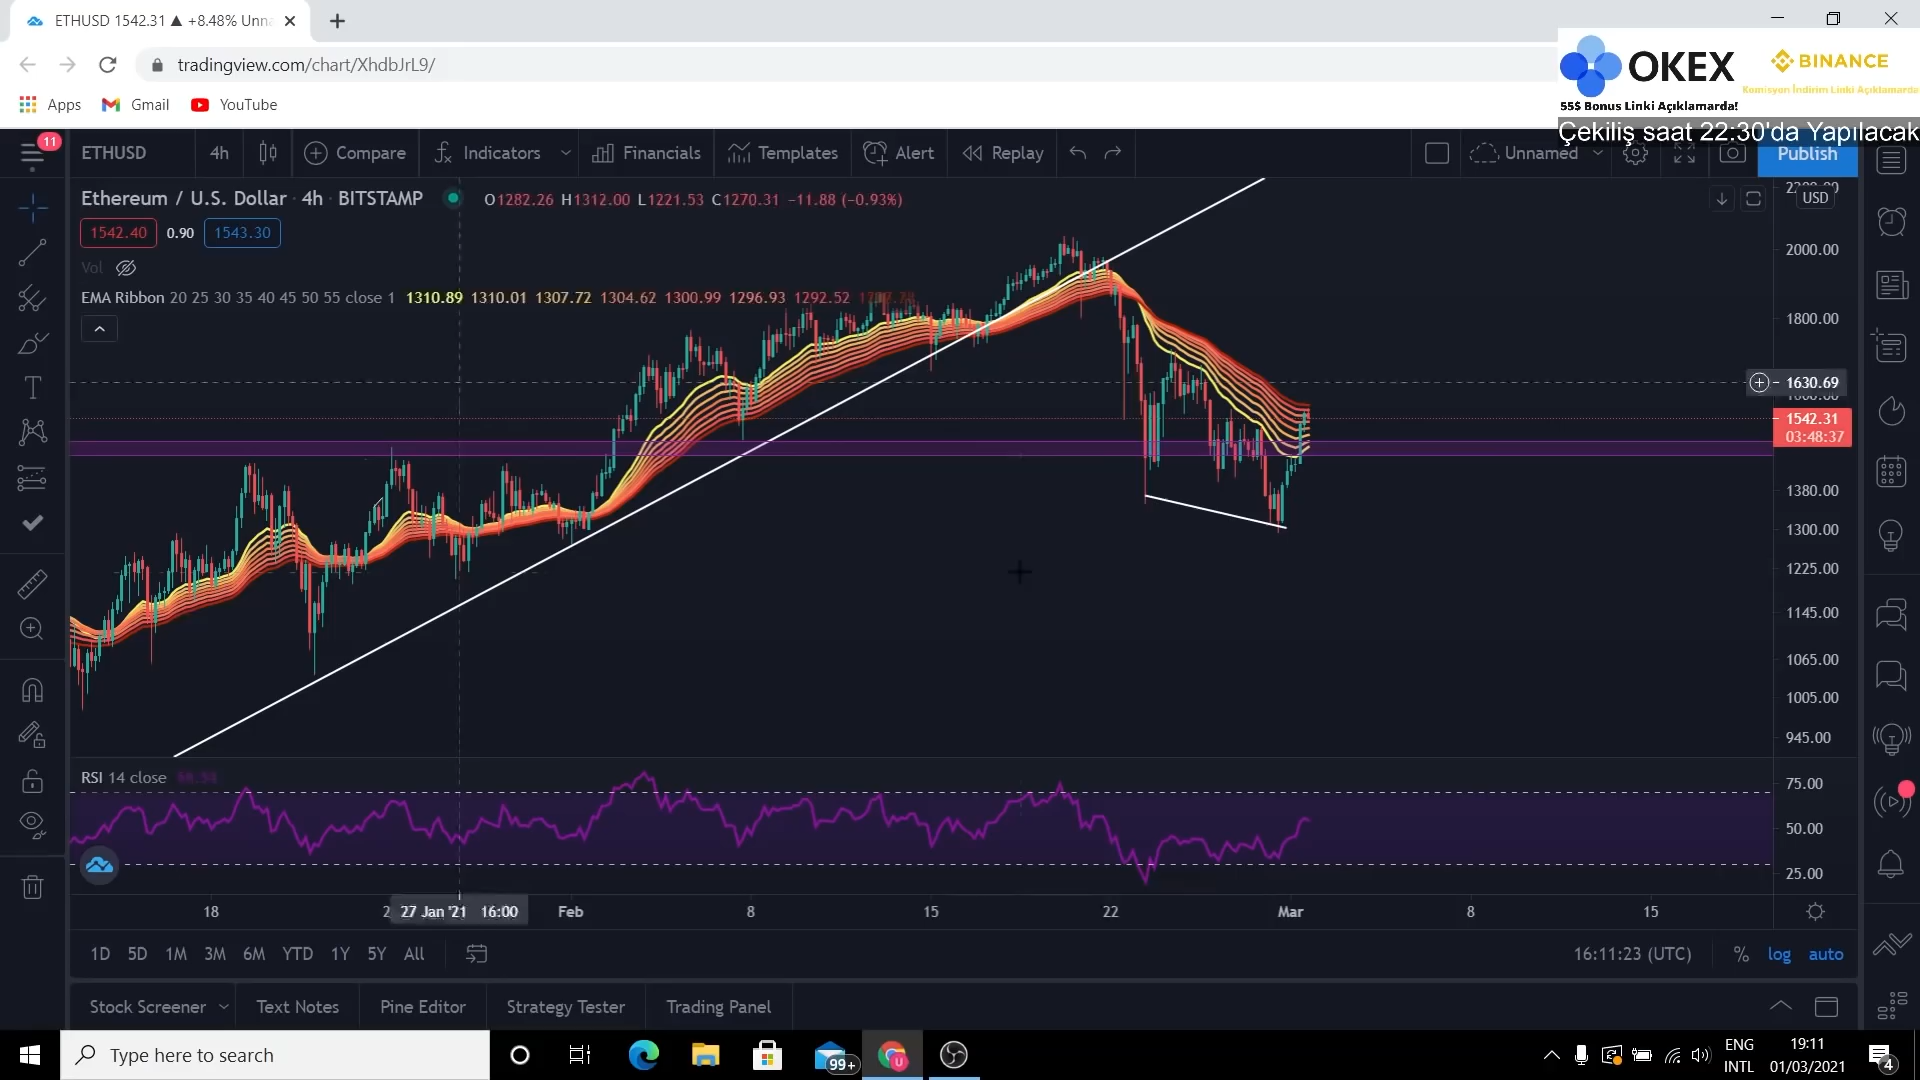 ETHUSD 1542.31 ▲ +8.48% Unna
tradingview.com/chart/XhdbJrL9/
Apps Gmail YouTube
OKEX BINANCE
Komisyon İndirim Linki Açıklamarda
55$ Bonus Linki Açıklamarda!
Çekiliş saat 22:30'da Yapılacak
11
ETHUSD 4h Compare Indicators Financials Templates Alert Replay Unnamed Publish
Ethereum / U.S. Dollar · 4h · BITSTAMP O1282.26 H1312.00 L1221.53 C1270.31 −11.88 (−0.93%)
USD
1542.40 0.90 1543.30
Vol
EMA Ribbon 20 25 30 35 40 45 50 55 close 1 1310.89 1310.01 1307.72 1304.62 1300.99 1296.93 1292.52
2000.00
1800.00
1630.69
1542.31
03:48:37
1380.00
1300.00
1225.00
1145.00
1065.00
1005.00
945.00
RSI 14 close
75.00
50.00
25.00
18 27 Jan '21 16:00 Feb 8 15 22 Mar 8 15
1D 5D 1M 3M 6M YTD 1Y 5Y All 16:11:23 (UTC) % log auto
Stock Screener Text Notes Pine Editor Strategy Tester Trading Panel
Type here to search 99+ U ENG 19:11
INTL 01/03/2021 4